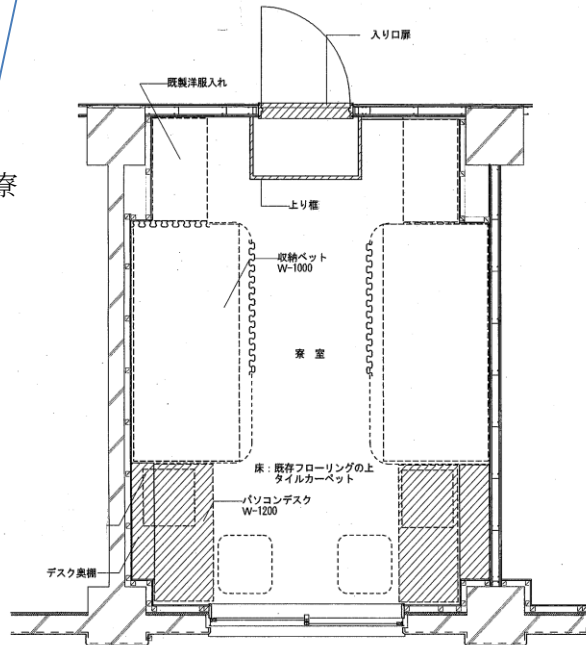 入り口扉
既製洋服入れ
寮
上り框
収納ベット
W-1000
寮 室
床:既存フローリングの上
タイルカーペット
パソコンデスク
W-1200
デスク奥棚